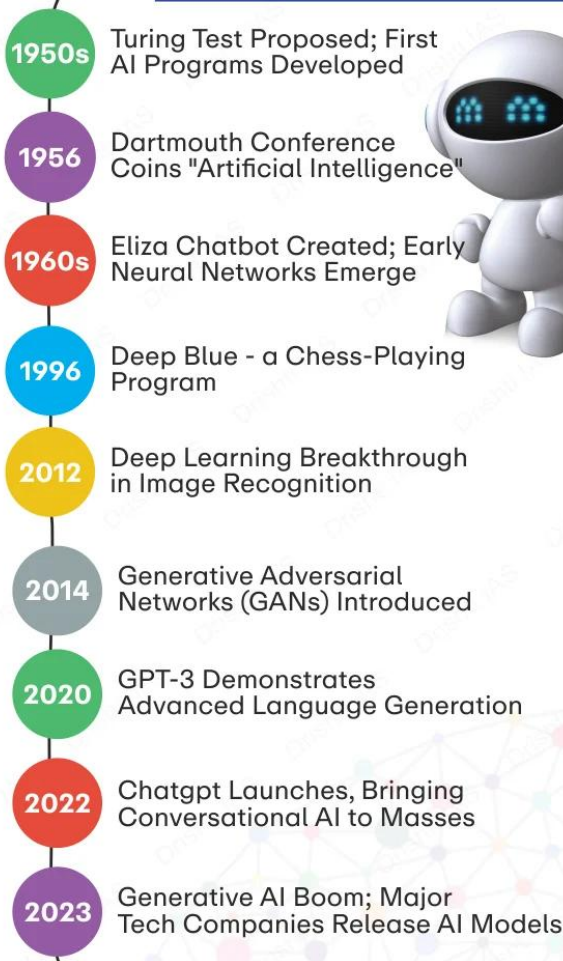 1950s
Turing Test Proposed; First
AI Programs Developed
1956
Dartmouth Conference
Coins "Artificial Intelligence"
1960s
Eliza Chatbot Created; Early
Neural Networks Emerge
1996
Deep Blue - a Chess-Playing
Program
2012
Deep Learning Breakthrough
in Image Recognition
2014
Generative Adversarial
Networks (GANs) Introduced
2020
GPT-3 Demonstrates
Advanced Language Generation
2022
Chatgpt Launches, Bringing
Conversational AI to Masses
2023
Generative AI Boom; Major
Tech Companies Release AI Models